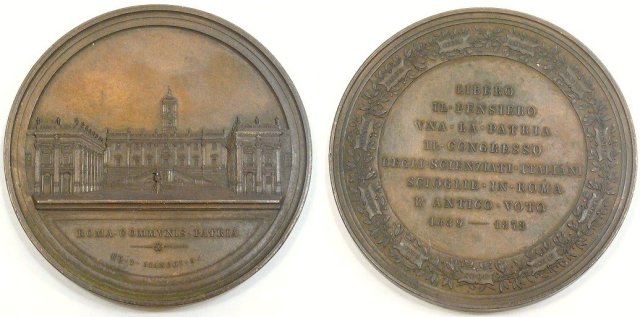 ROMA·COMMVNIS·PATRIA
LIBERO
IL·PENSIERO
VNA·LA·PATRIA
IL·CONGRESSO
DEGLI·SCIENZIATI·ITALIANI
SCIOGLIE·IN·ROMA
L'ANTICO·VOTO
1839—1873